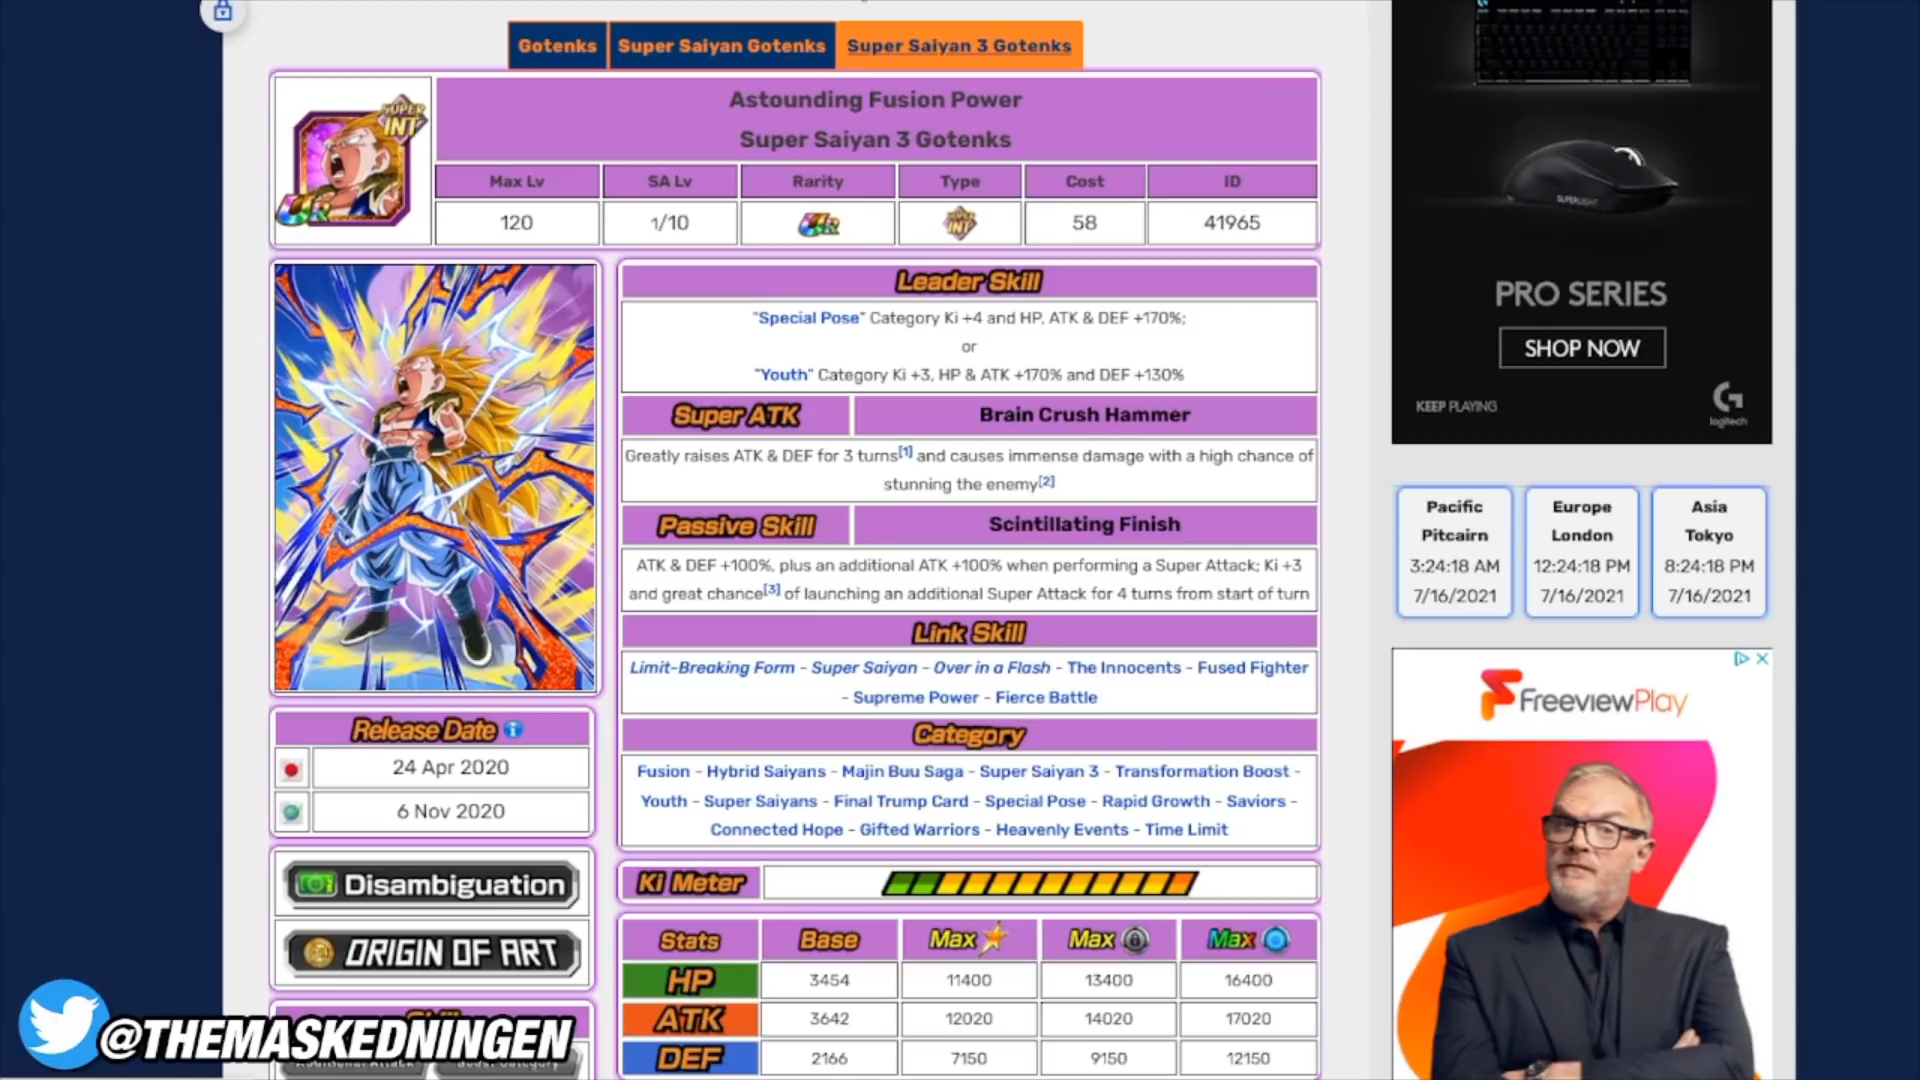 Gotenks
Super Saiyan Gotenks
Super Saiyan 3 Gotenks
SUPER INT
UR
Astounding Fusion Power
Super Saiyan 3 Gotenks
Max Lv
SA Lv
Rarity
Type
Cost
ID
120
1/10
UR
SUPER INT
58
41965
Leader Skill
"Special Pose" Category Ki +4 and HP, ATK & DEF +170%;
or
"Youth" Category Ki +3, HP & ATK +170% and DEF +130%
Super ATK
Brain Crush Hammer
Greatly raises ATK & DEF for 3 turns[1] and causes immense damage with a high chance of
stunning the enemy[2]
Passive Skill
Scintillating Finish
ATK & DEF +100%, plus an additional ATK +100% when performing a Super Attack; Ki +3
and great chance[3] of launching an additional Super Attack for 4 turns from start of turn
Link Skill
Limit-Breaking Form - Super Saiyan - Over in a Flash - The Innocents - Fused Fighter
- Supreme Power - Fierce Battle
Category
Fusion - Hybrid Saiyans - Majin Buu Saga - Super Saiyan 3 - Transformation Boost -
Youth - Super Saiyans - Final Trump Card - Special Pose - Rapid Growth - Saviors -
Connected Hope - Gifted Warriors - Heavenly Events - Time Limit
Ki Meter
Stats
Base
Max
Max
Max
HP
3454
11400
13400
16400
ATK
3642
12020
14020
17020
DEF
2166
7150
9150
12150
Release Date
24 Apr 2020
6 Nov 2020
Disambiguation
ORIGIN OF ART
@THEMASKEDNINGEN
SUPERLIGHT
PRO SERIES
SHOP NOW
KEEP PLAYING
logitech
Pacific
Pitcairn
3:24:18 AM
7/16/2021
Europe
London
12:24:18 PM
7/16/2021
Asia
Tokyo
8:24:18 PM
7/16/2021
FreeviewPlay